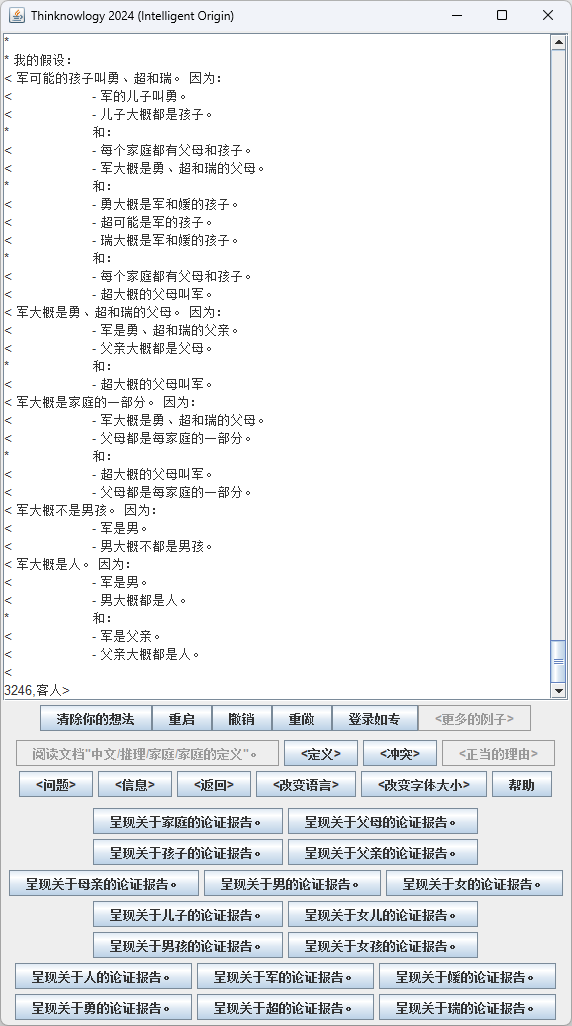 Thinknowlogy 2024 (Intelligent Origin)
*
* 我的假设：
< 军可能的孩子叫勇、超和瑞。 因为：
< - 军的儿子叫勇。
< - 儿子大概都是孩子。
* 和：
< - 每个家庭都有父母和孩子。
< - 军大概是勇、超和瑞的父母。
* 和：
< - 勇大概是军和媛的孩子。
< - 超可能是军的孩子。
< - 瑞大概是军和媛的孩子。
* 和：
< - 每个家庭都有父母和孩子。
< - 超大概的父母叫军。
< 军大概是勇、超和瑞的父母。 因为：
< - 军是勇、超和瑞的父亲。
< - 父亲大概都是父母。
* 和：
< - 超大概的父母叫军。
< 军大概是家庭的一部分。 因为：
< - 军大概是勇、超和瑞的父母。
< - 父母都是每家庭的一部分。
* 和：
< - 超大概的父母叫军。
< - 父母都是每家庭的一部分。
< 军大概不是男孩。 因为：
< - 军是男。
< - 男大概不都是男孩。
< 军大概是人。 因为：
< - 军是男。
< - 男大概都是人。
* 和：
< - 军是父亲。
< - 父亲大概都是人。
<
3246,客人>
清除你的想法 重启 撤销 重做 登录如专 <更多的例子>
阅读文档"中文/推理/家庭/家庭的定义"。 <定义> <冲突> <正当的理由>
<问题> <信息> <返回> <改变语言> <改变字体大小> 帮助
呈现关于家庭的论证报告。 呈现关于父母的论证报告。
呈现关于孩子的论证报告。 呈现关于父亲的论证报告。
呈现关于母亲的论证报告。 呈现关于男的论证报告。 呈现关于女的论证报告。
呈现关于儿子的论证报告。 呈现关于女儿的论证报告。
呈现关于男孩的论证报告。 呈现关于女孩的论证报告。
呈现关于人的论证报告。 呈现关于军的论证报告。 呈现关于媛的论证报告。
呈现关于勇的论证报告。 呈现关于超的论证报告。 呈现关于瑞的论证报告。